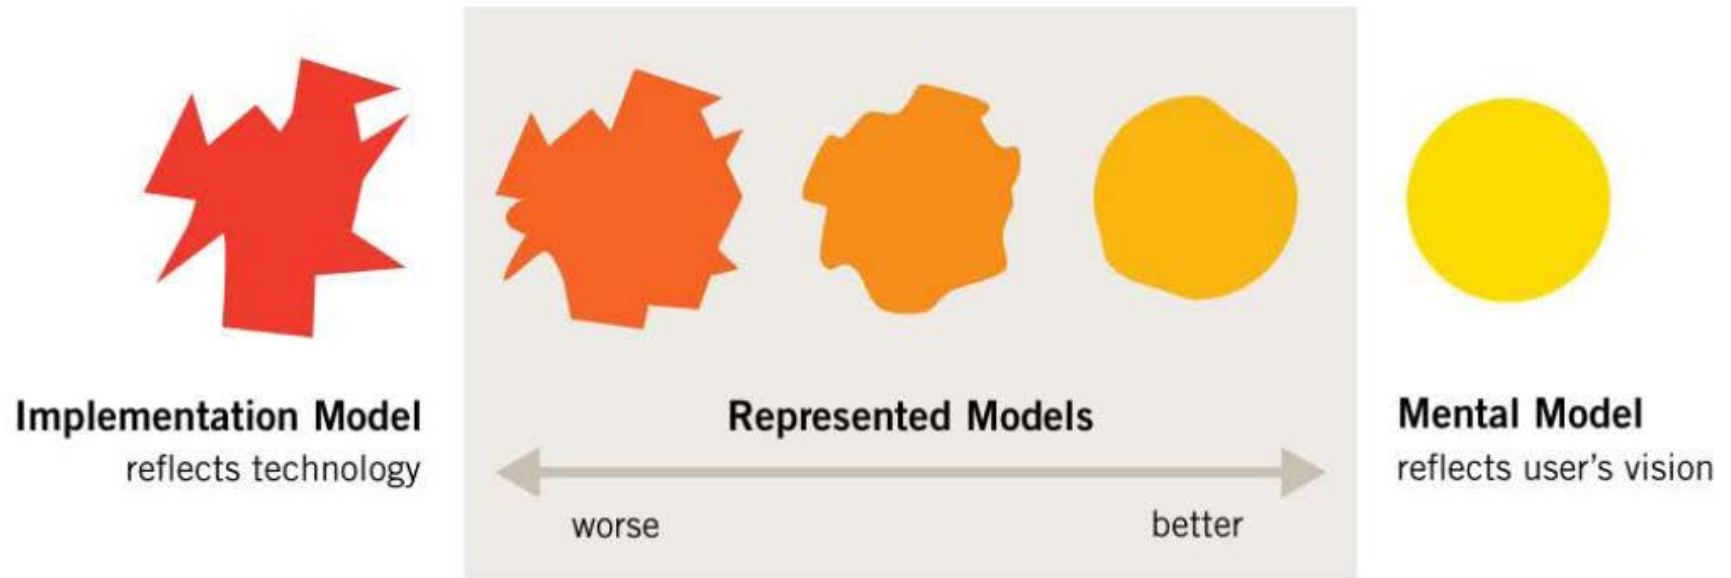 Implementation Model
reflects technology
Represented Models
worse
better
Mental Model
reflects user's vision